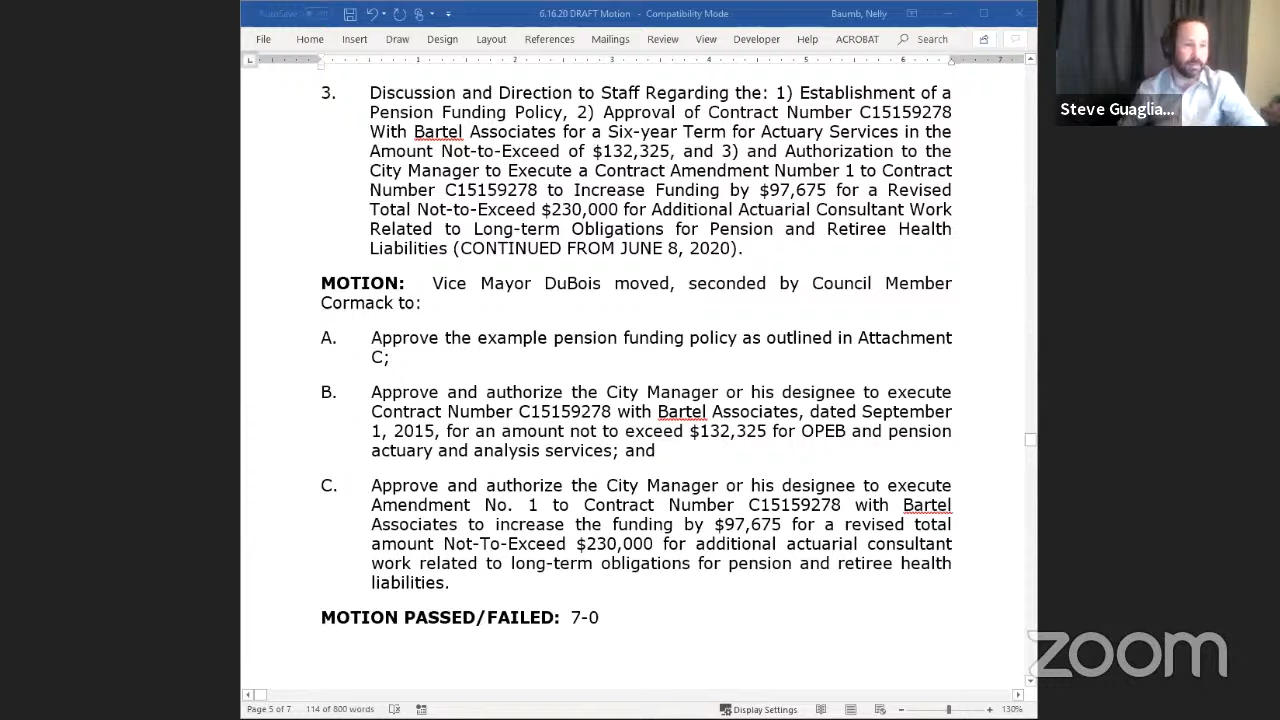 AutoSave
6.16.20 DRAFT Motion - Compatibility Mode
Baumb, Nelly
File Home Insert Draw Design Layout References Mailings Review View Developer Help ACROBAT Search
1 2 3 4 5 6 7
Steve Guaglia...
3. Discussion and Direction to Staff Regarding the: 1) Establishment of a
Pension Funding Policy, 2) Approval of Contract Number C15159278
With Bartel Associates for a Six-year Term for Actuary Services in the
Amount Not-to-Exceed of $132,325, and 3) and Authorization to the
City Manager to Execute a Contract Amendment Number 1 to Contract
Number C15159278 to Increase Funding by $97,675 for a Revised
Total Not-to-Exceed $230,000 for Additional Actuarial Consultant Work
Related to Long-term Obligations for Pension and Retiree Health
Liabilities (CONTINUED FROM JUNE 8, 2020).
MOTION: Vice Mayor DuBois moved, seconded by Council Member
Cormack to:
A. Approve the example pension funding policy as outlined in Attachment
C;
B. Approve and authorize the City Manager or his designee to execute
Contract Number C15159278 with Bartel Associates, dated September
1, 2015, for an amount not to exceed $132,325 for OPEB and pension
actuary and analysis services; and
C. Approve and authorize the City Manager or his designee to execute
Amendment No. 1 to Contract Number C15159278 with Bartel
Associates to increase the funding by $97,675 for a revised total
amount Not-To-Exceed $230,000 for additional actuarial consultant
work related to long-term obligations for pension and retiree health
liabilities.
MOTION PASSED/FAILED: 7-0
zoom
Page 5 of 7 114 of 800 words Display Settings 130%